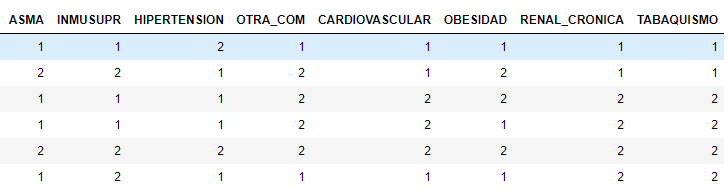 ASMA INMUSUPR HIPERTENSION OTRA_COM CARDIOVASCULAR OBESIDAD RENAL_CRONICA TABAQUISMO
1 1 2 1 1 1 1 1
2 2 1 2 1 2 1 1
1 1 1 2 2 2 2 2
1 1 1 2 2 1 2 2
2 2 2 2 2 2 2 2
1 2 1 1 1 1 2 2